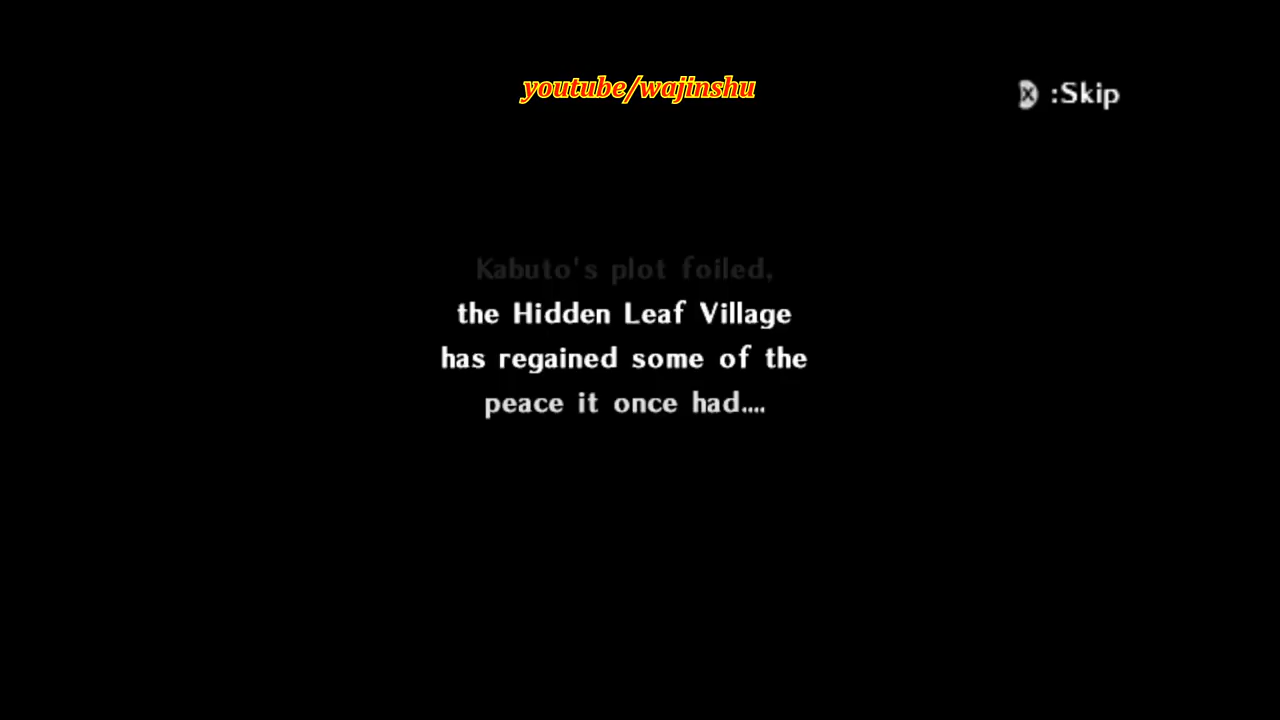 youtube/wajinshu
X :Skip
Kabuto's plot foiled,
the Hidden Leaf Village
has regained some of the
peace it once had....